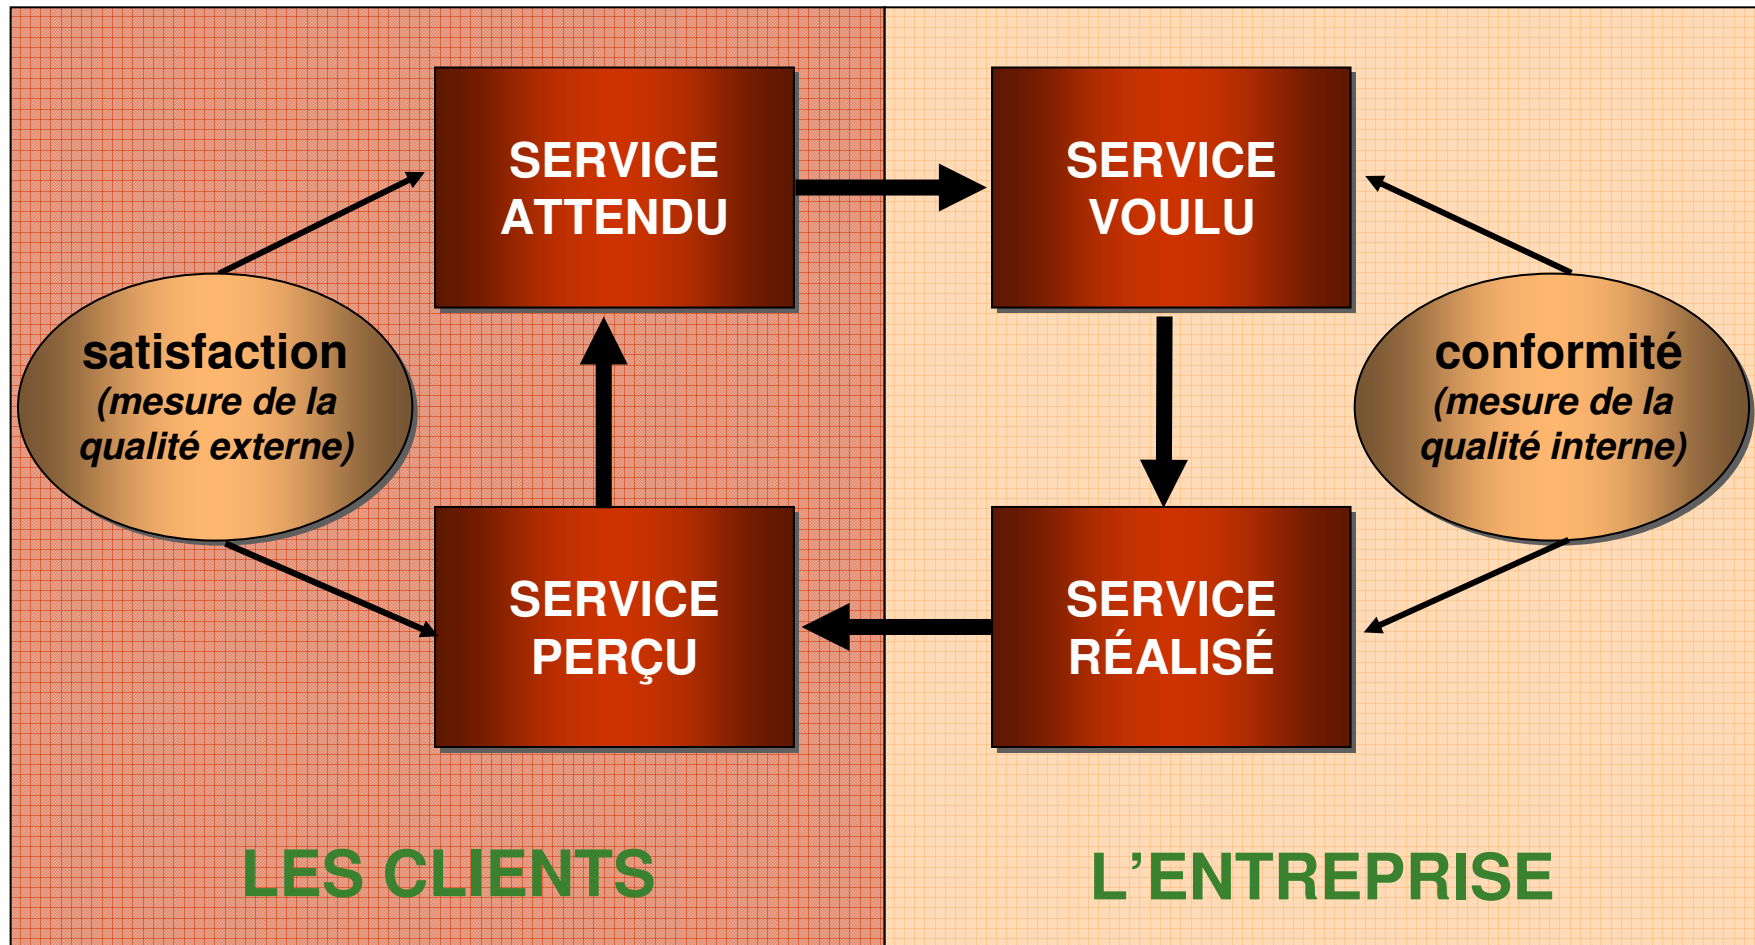 SERVICE
ATTENDU
SERVICE
VOULU
satisfaction
(mesure de la
qualité externe)
conformité
(mesure de la
qualité interne)
SERVICE
PERÇU
SERVICE
RÉALISÉ
LES CLIENTS
L’ENTREPRISE